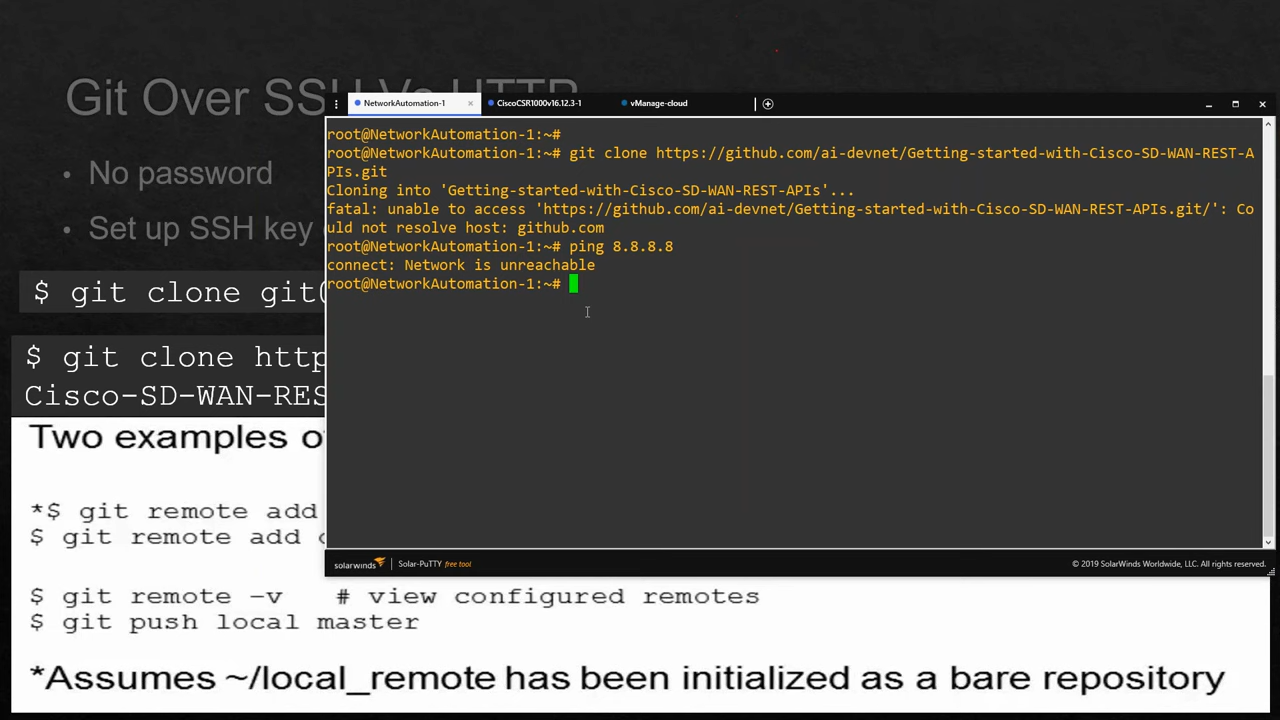 Git Over SSH Vs HTTP
• No password
• Set up SSH key
$ git clone git@
$ git clone http
Cisco-SD-WAN-RES
Two examples o
*$ git remote add
$ git remote add
$ git remote –v # view configured remotes
$ git push local master
*Assumes ~/local_remote has been initialized as a bare repository
NetworkAutomation-1
CiscoCSR1000v16.12.3-1
vManage-cloud
root@NetworkAutomation-1:~#
root@NetworkAutomation-1:~# git clone https://github.com/ai-devnet/Getting-started-with-Cisco-SD-WAN-REST-A
PIs.git
Cloning into 'Getting-started-with-Cisco-SD-WAN-REST-APIs'...
fatal: unable to access 'https://github.com/ai-devnet/Getting-started-with-Cisco-SD-WAN-REST-APIs.git/': Co
uld not resolve host: github.com
root@NetworkAutomation-1:~# ping 8.8.8.8
connect: Network is unreachable
root@NetworkAutomation-1:~#
solarwinds
Solar-PuTTY free tool
© 2019 SolarWinds Worldwide, LLC. All rights reserved.